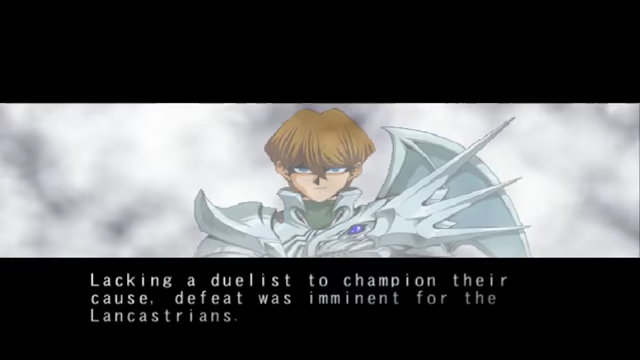 Lacking a duelist to champion their
cause, defeat was imminent for the
Lancastrians.